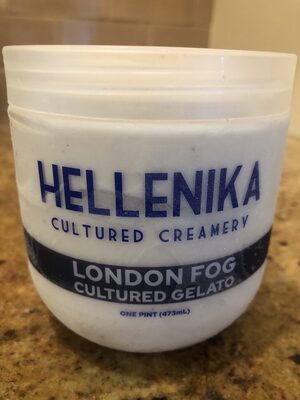 HELLENIKA
CULTURED CREAMERY
LONDON FOG
CULTURED GELATO
ONE PINT (473mL)